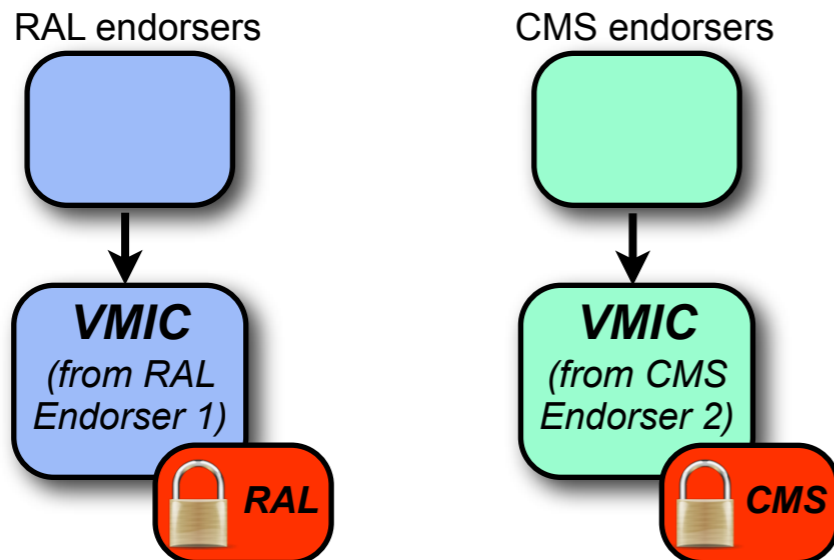 RAL endorsers
CMS endorsers
VMIC
(from RAL
Endorser 1)
RAL
VMIC
(from CMS
Endorser 2)
CMS